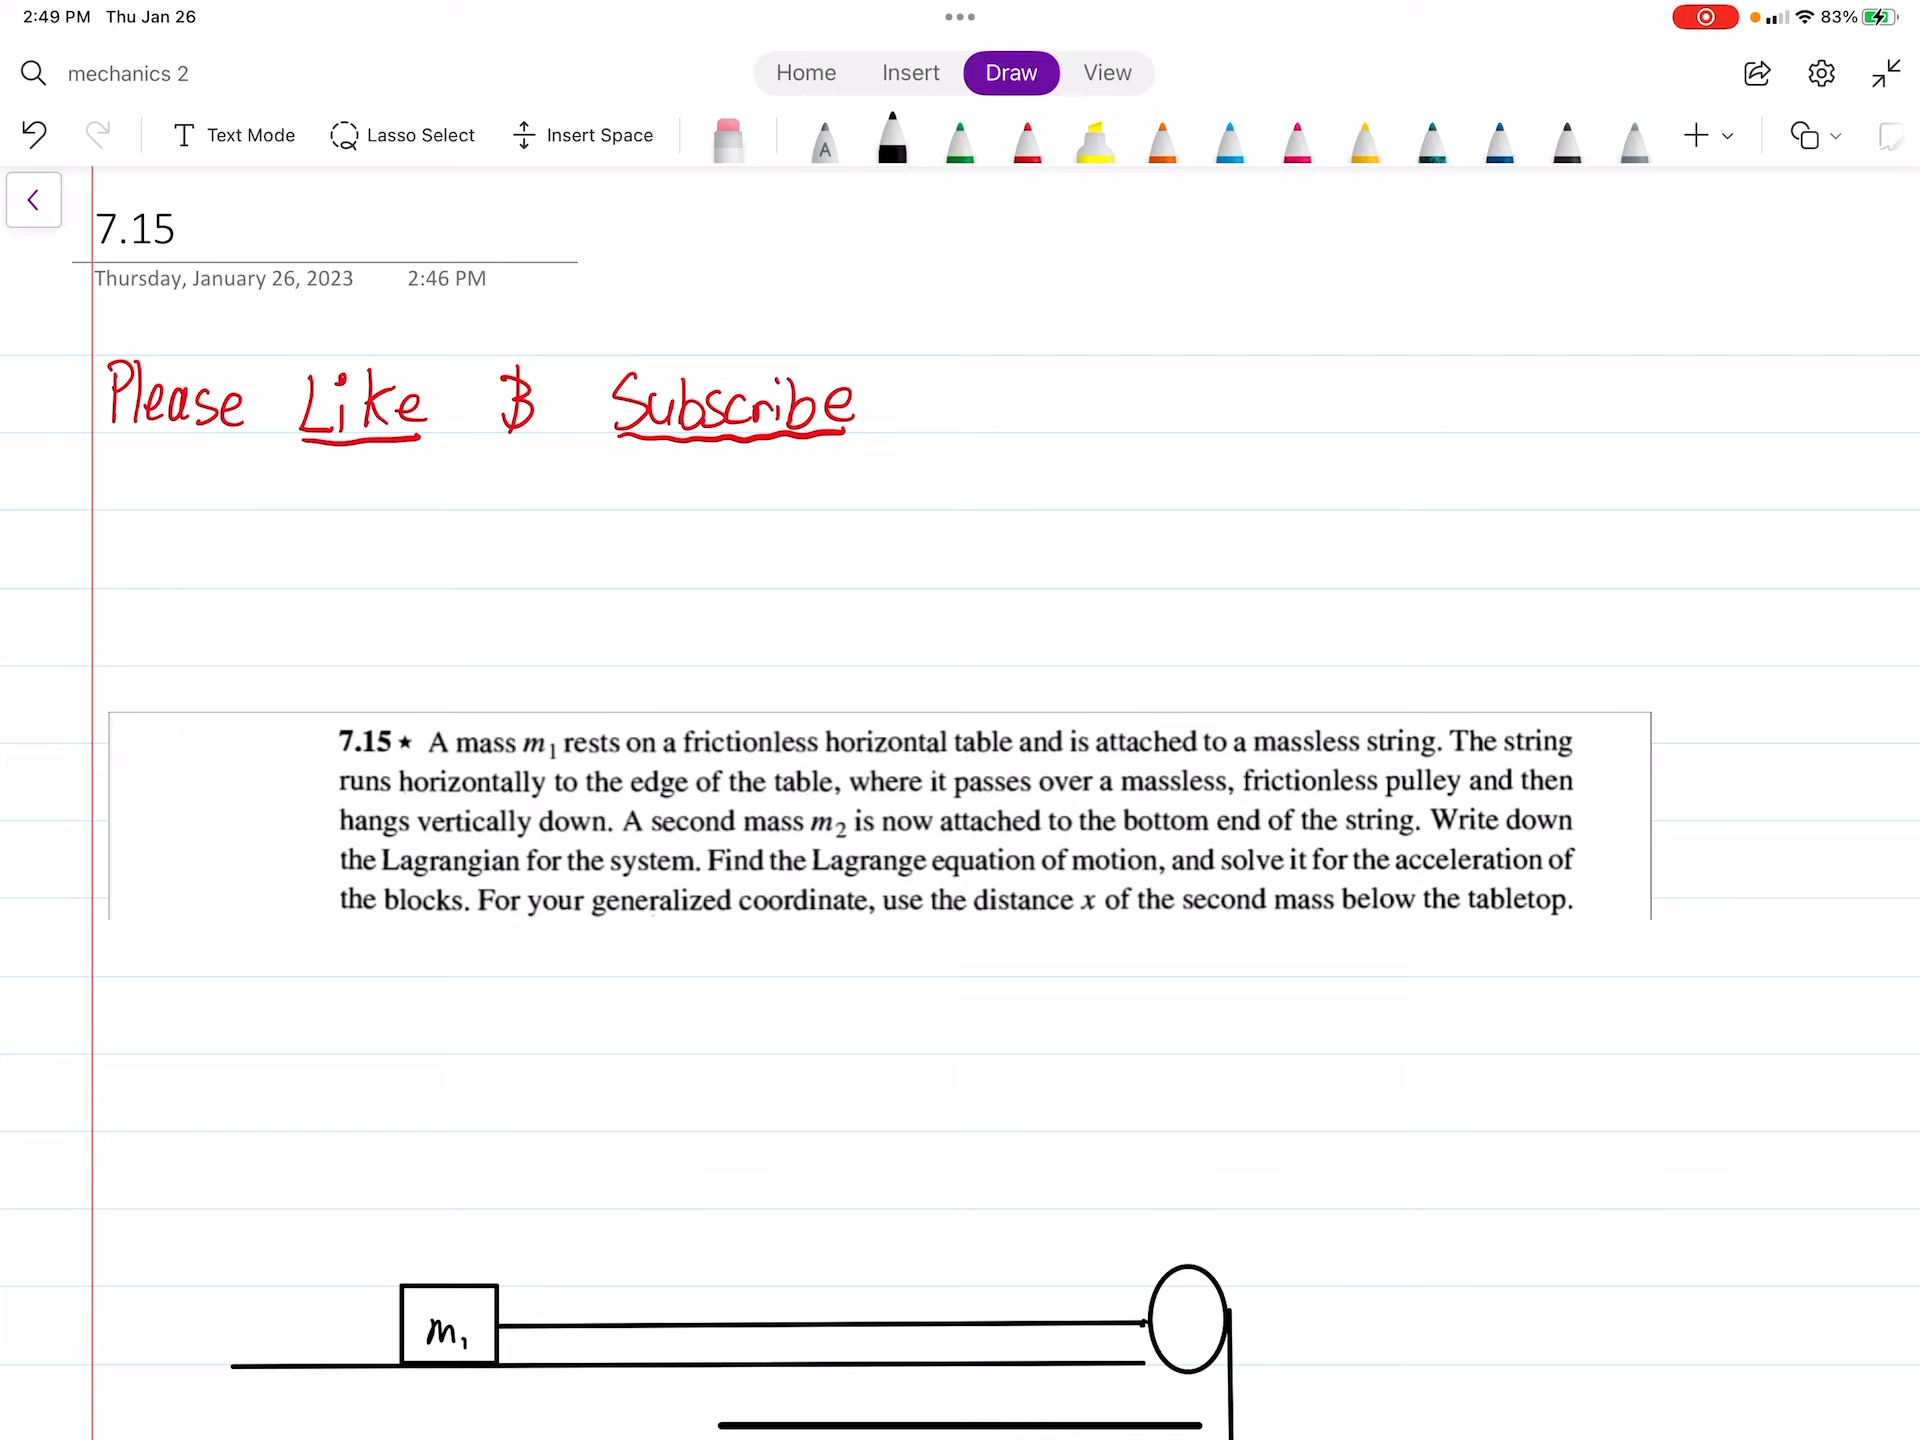 2:49 PM Thu Jan 26
83%
mechanics 2
Home Insert Draw View
Text Mode Lasso Select Insert Space
A
7.15
Thursday, January 26, 2023 2:46 PM
Please Like & Subscribe
7.15 ⋆ A mass m₁ rests on a frictionless horizontal table and is attached to a massless string. The string
runs horizontally to the edge of the table, where it passes over a massless, frictionless pulley and then
hangs vertically down. A second mass m₂ is now attached to the bottom end of the string. Write down
the Lagrangian for the system. Find the Lagrange equation of motion, and solve it for the acceleration of
the blocks. For your generalized coordinate, use the distance x of the second mass below the tabletop.
m₁